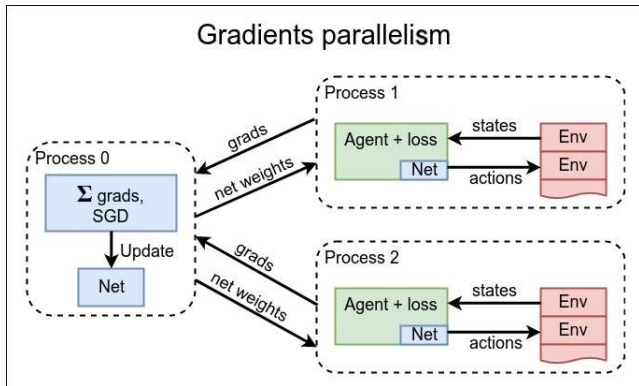 Gradients parallelism
Process 0
Σ grads,
SGD
Update
Net
grads
net weights
grads
net weights
Process 1
Agent + loss
Net
states
actions
Env
Env
Process 2
Agent + loss
Net
states
actions
Env
Env